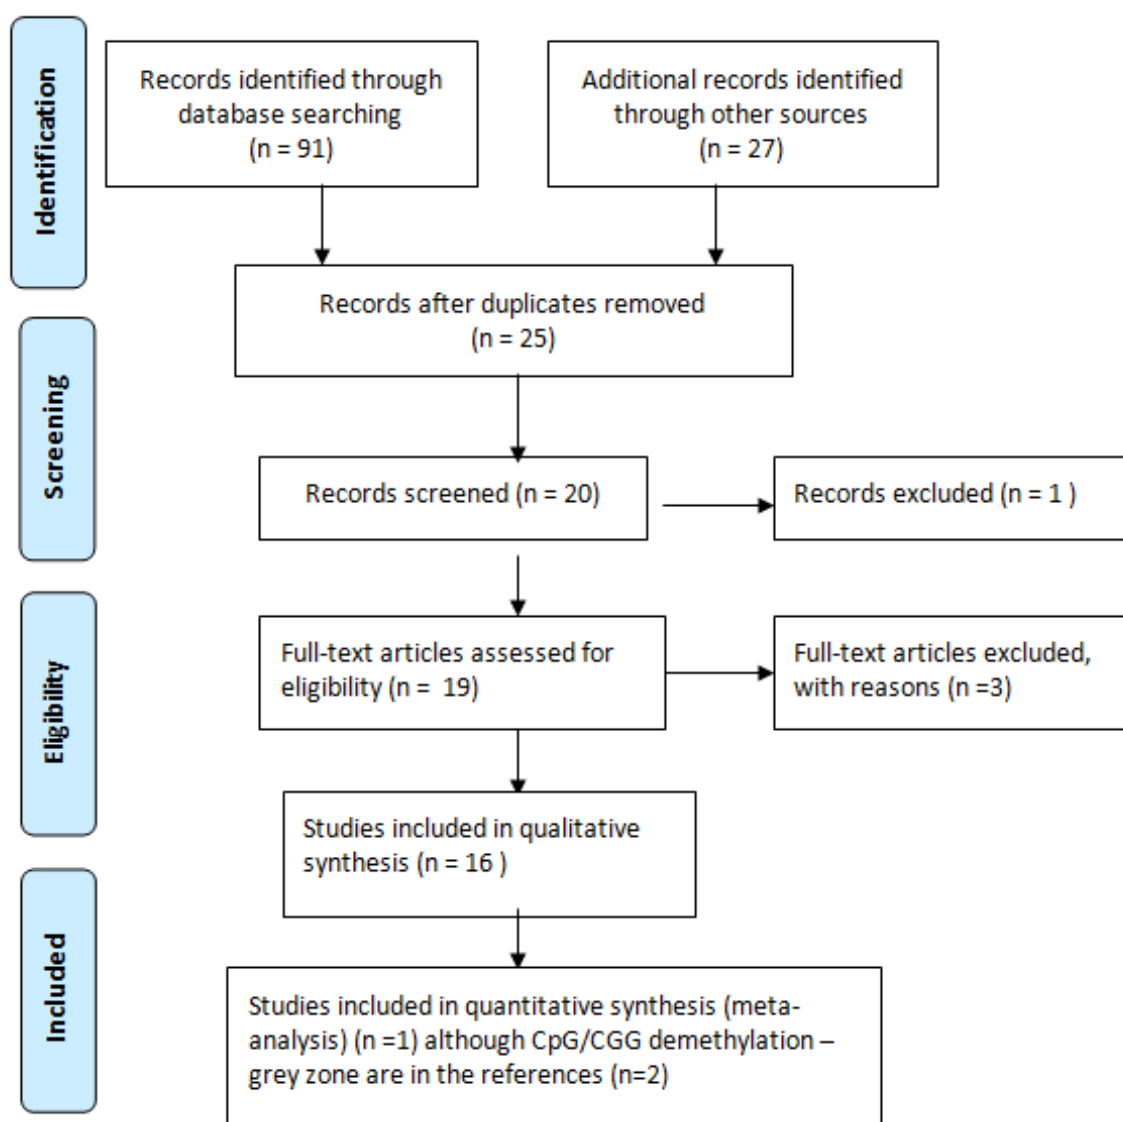 Identification
Records identified through
database searching
(n = 91)
Additional records identified
through other sources
(n = 27)
Records after duplicates removed
(n = 25)
Screening
Records screened (n = 20)
Records excluded (n = 1 )
Eligibility
Full-text articles assessed for
eligibility (n =  19)
Full-text articles excluded,
with reasons (n =3)
Studies included in qualitative
synthesis (n = 16 )
Included
Studies included in quantitative synthesis (meta-
analysis) (n =1) although CpG/CGG demethylation –
grey zone are in the references (n=2)